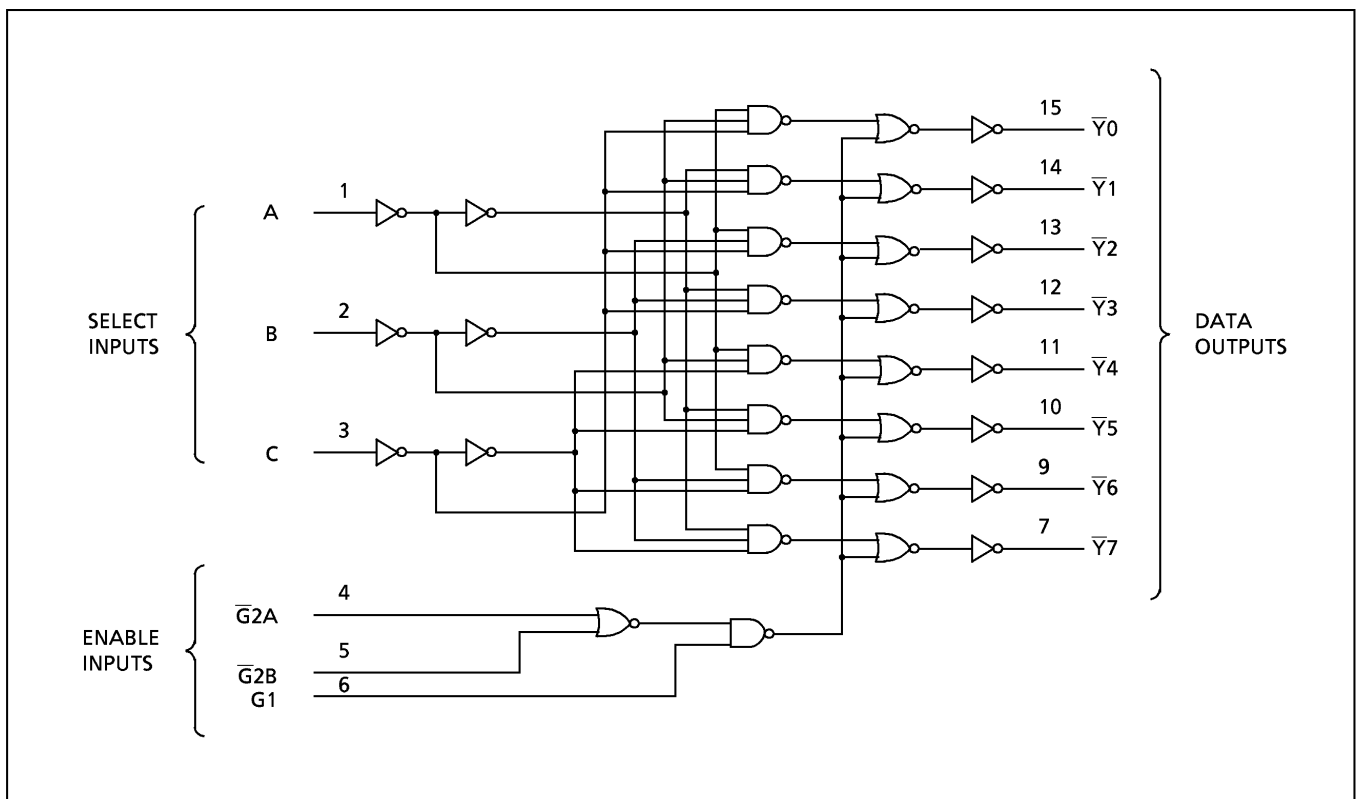 SELECT
INPUTS
A
1
B
2
C
3
ENABLE
INPUTS
G̅2A
4
G̅2B
5
G1
6
15
Y̅0
14
Y̅1
13
Y̅2
12
Y̅3
11
Y̅4
10
Y̅5
9
Y̅6
7
Y̅7
DATA
OUTPUTS